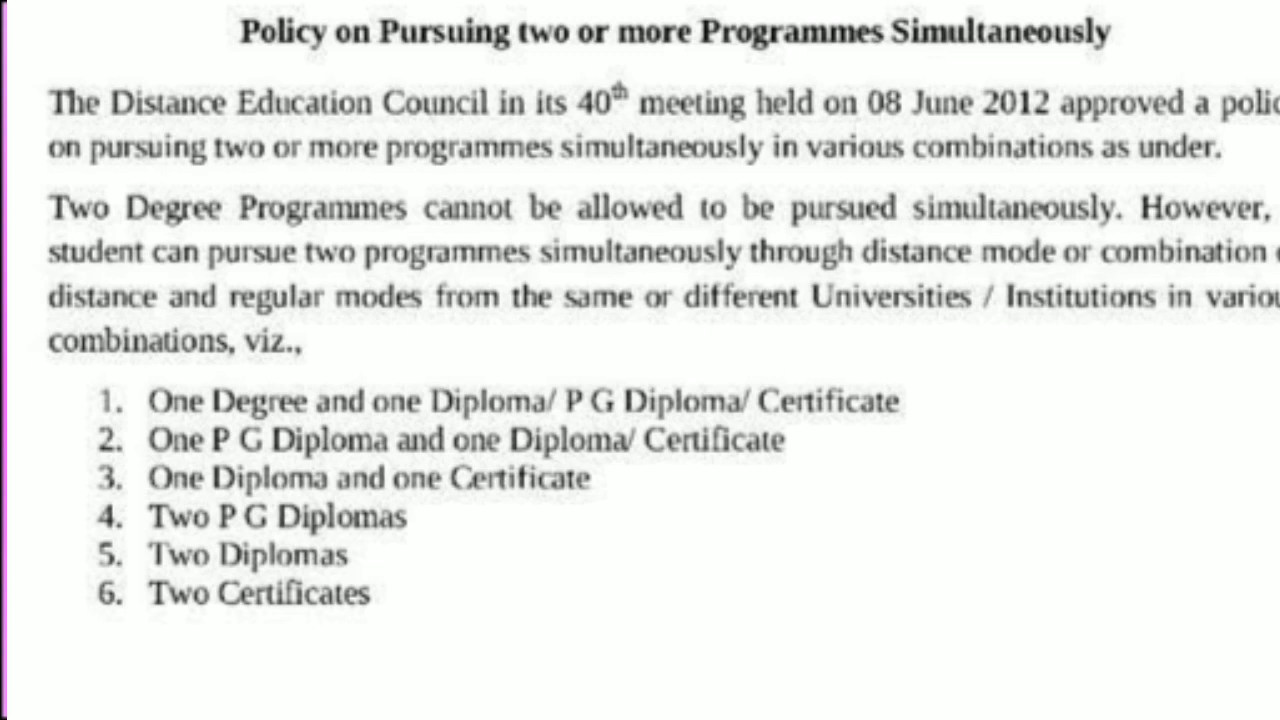 Policy on Pursuing two or more Programmes Simultaneously
The Distance Education Council in its 40th meeting held on 08 June 2012 approved a polic
on pursuing two or more programmes simultaneously in various combinations as under.
Two Degree Programmes cannot be allowed to be pursued simultaneously. However,
student can pursue two programmes simultaneously through distance mode or combination
distance and regular modes from the same or different Universities / Institutions in variou
combinations, viz.,
1. One Degree and one Diploma/ P G Diploma/ Certificate
2. One P G Diploma and one Diploma/ Certificate
3. One Diploma and one Certificate
4. Two P G Diplomas
5. Two Diplomas
6. Two Certificates